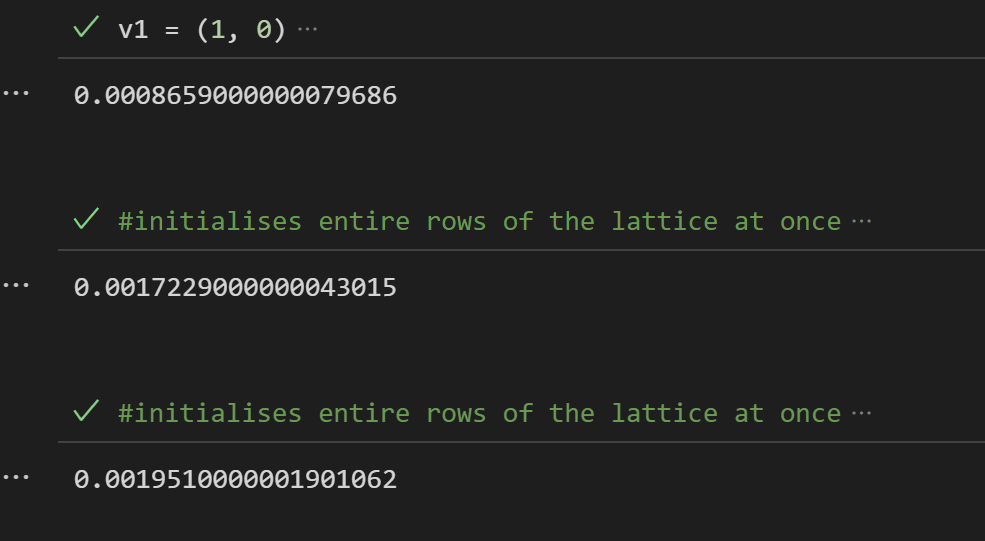 ✓ v1 = (1, 0) ···
··· 0.0008659000000079686
✓ #initialises entire rows of the lattice at once ···
··· 0.0017229000000043015
✓ #initialises entire rows of the lattice at once ···
··· 0.0019510000001901062